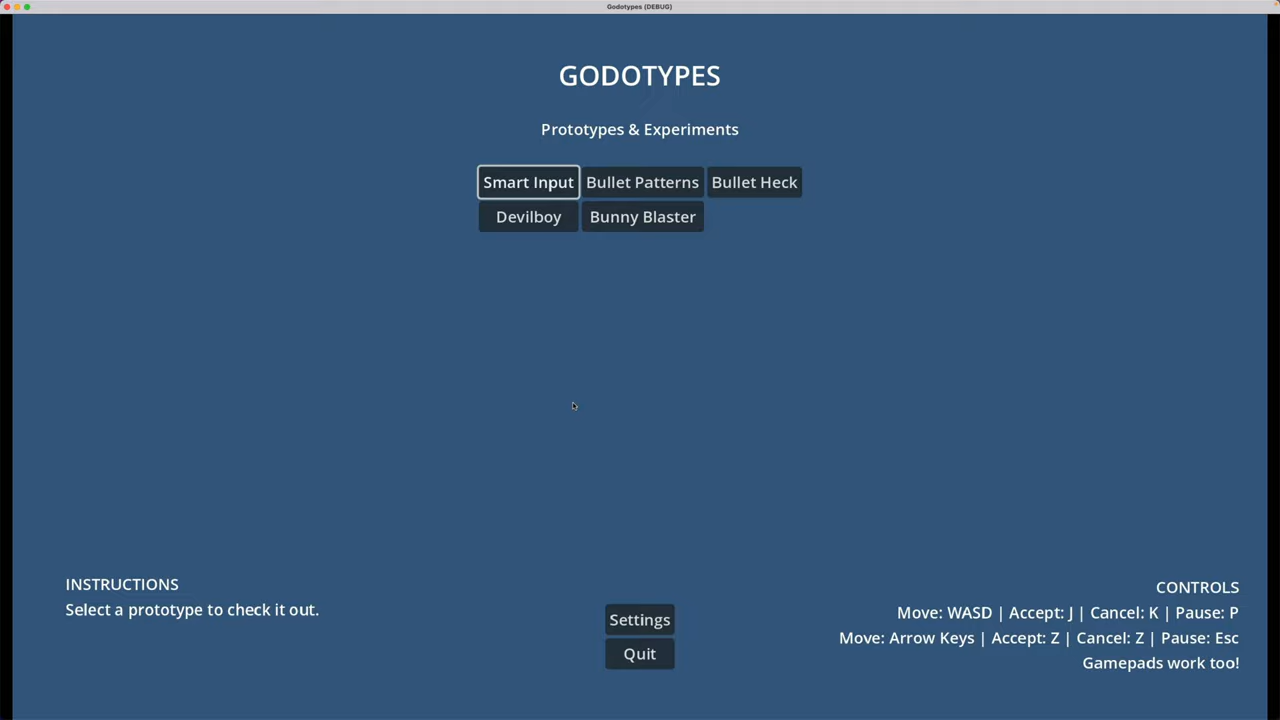 Godotypes (DEBUG)
GODOTYPES
Prototypes & Experiments
Smart Input Bullet Patterns Bullet Heck
Devilboy Bunny Blaster
INSTRUCTIONS
Select a prototype to check it out.
Settings
Quit
CONTROLS
Move: WASD | Accept: J | Cancel: K | Pause: P
Move: Arrow Keys | Accept: Z | Cancel: Z | Pause: Esc
Gamepads work too!